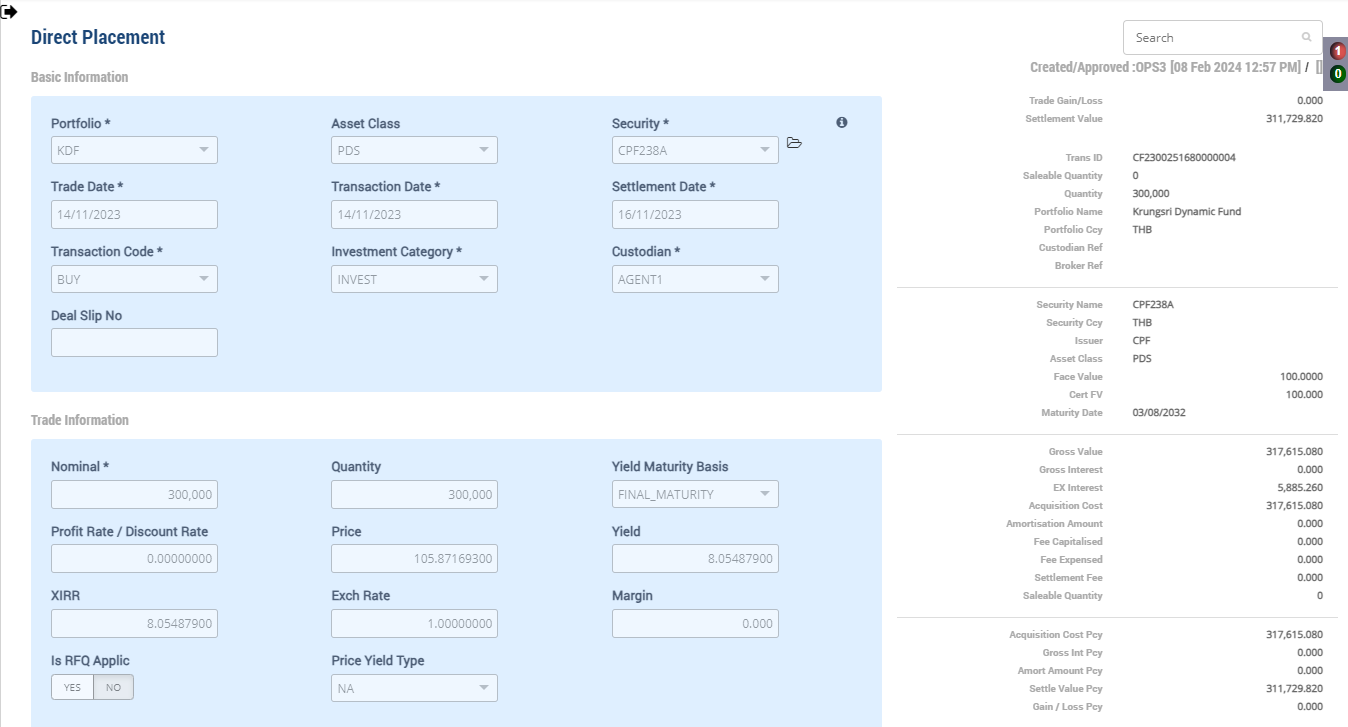 Direct Placement
Search
Basic Information
Created/Approved :OPS3 [08 Feb 2024 12:57 PM] / []
1
0
Portfolio * Asset Class Security *
KDF PDS CPF238A
Trade Date * Transaction Date * Settlement Date *
14/11/2023 14/11/2023 16/11/2023
Transaction Code * Investment Category * Custodian *
BUY INVEST AGENT1
Deal Slip No
Trade Information
Nominal * Quantity Yield Maturity Basis
300,000 300,000 FINAL_MATURITY
Profit Rate / Discount Rate Price Yield
0.00000000 105.87169300 8.05487900
XIRR Exch Rate Margin
8.05487900 1.00000000 0.000
Is RFQ Applic Price Yield Type
YES NO NA
Trade Gain/Loss 0.000
Settlement Value 311,729.820
Trans ID CF2300251680000004
Saleable Quantity 0
Quantity 300,000
Portfolio Name Krungsri Dynamic Fund
Portfolio Ccy THB
Custodian Ref
Broker Ref
Security Name CPF238A
Security Ccy THB
Issuer CPF
Asset Class PDS
Face Value 100.0000
Cert FV 100.000
Maturity Date 03/08/2032
Gross Value 317,615.080
Gross Interest 0.000
EX Interest 5,885.260
Acquisition Cost 317,615.080
Amortisation Amount 0.000
Fee Capitalised 0.000
Fee Expensed 0.000
Settlement Fee 0.000
Saleable Quantity 0
Acquisition Cost Pcy 317,615.080
Gross Int Pcy 0.000
Amort Amount Pcy 0.000
Settle Value Pcy 311,729.820
Gain / Loss Pcy 0.000